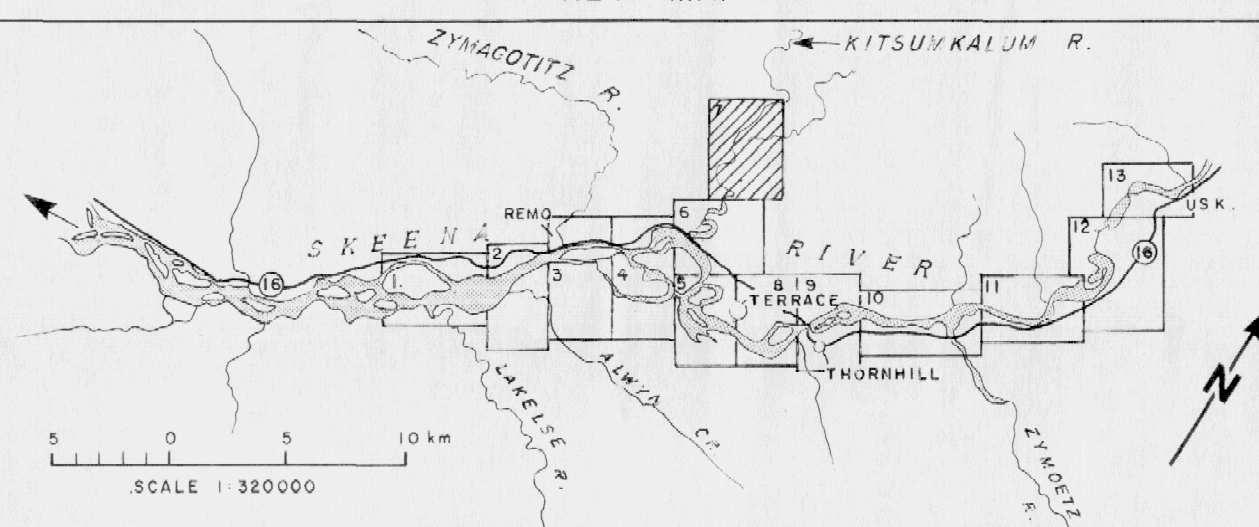 KITSUMKALUM R.
ZYMAGOTITZ R.
7
13
USK
REMO
6
12
SKEENA
RIVER
2
16
16
1
3
4
5
8 9
TERRACE
10
11
THORNHILL
ALWYN CR.
LAKELSE R.
ZYMOETZ R.
N
5 0 5 10 km
SCALE 1:320000